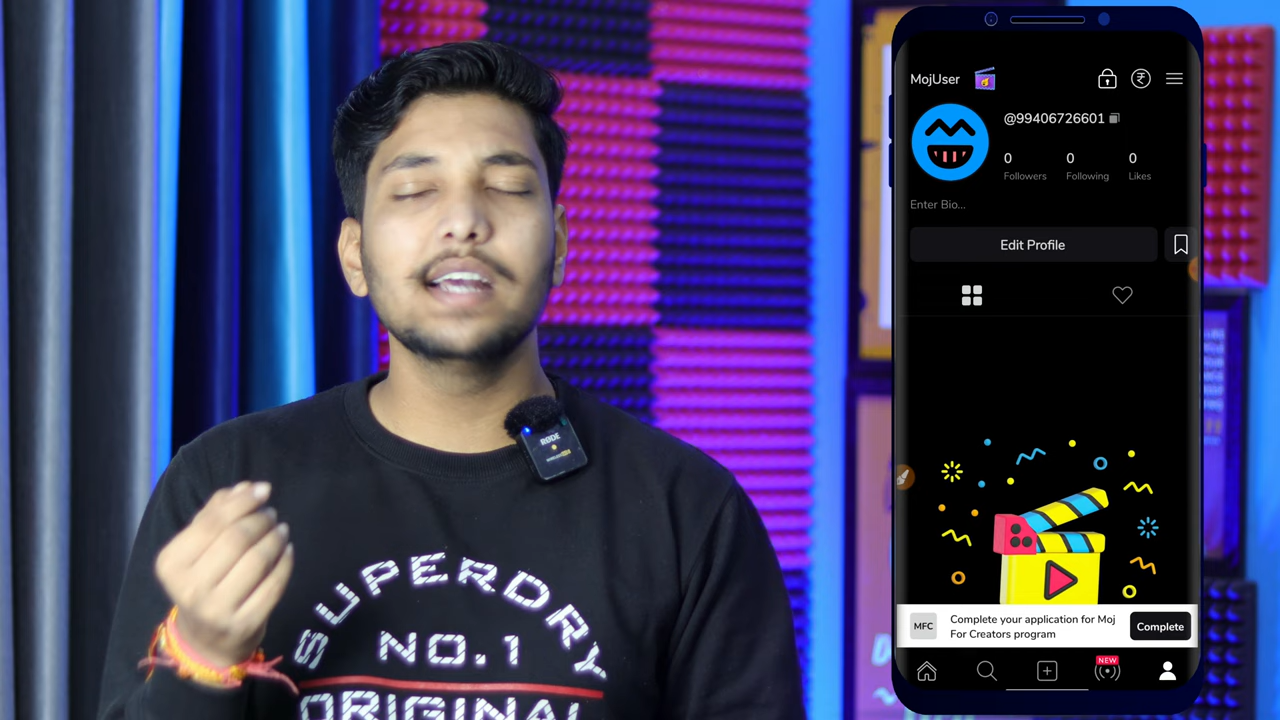 RØDE
SUPERDRY
NO.1
ORIGINAL
MojUser
@99406726601
0 0 0
Followers Following Likes
Enter Bio...
Edit Profile
MFC
Complete your application for Moj
For Creators program
Complete
NEW